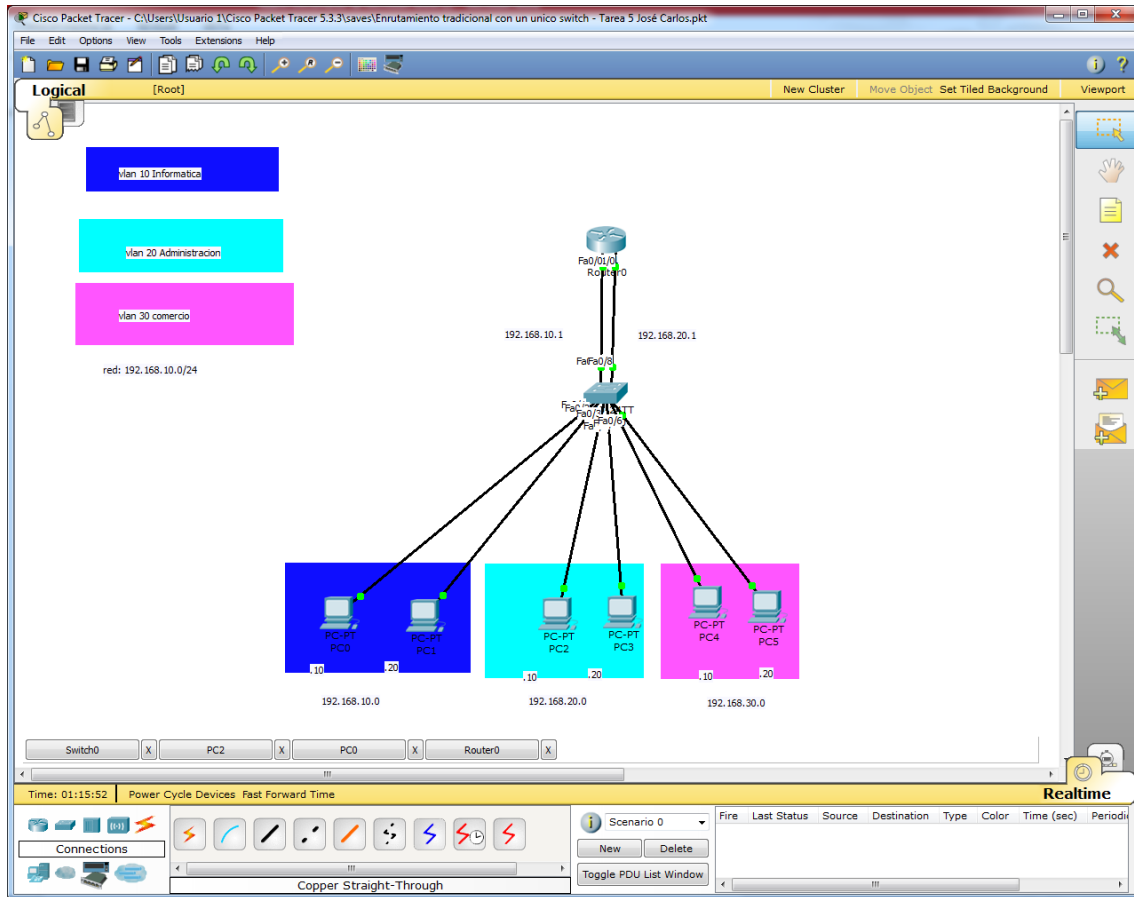 Cisco Packet Tracer - C:\Users\Usuario 1\Cisco Packet Tracer 5.3.3\saves\Enrutamiento tradicional con un unico switch - Tarea 5 José Carlos.pkt
File Edit Options View Tools Extensions Help
Logical [Root] New Cluster Move Object Set Tiled Background Viewport
vlan 10 Informatica
vlan 20 Administracion
vlan 30 comercio
red: 192.168.10.0/24
Fa0/01/0
Router0
192.168.10.1 192.168.20.1
Fa0/8
Fa0/6
PC-PT
PC0
PC-PT
PC1
PC-PT
PC2
PC-PT
PC3
PC-PT
PC4
PC-PT
PC5
.10 .20 .10 .20 .10 .20
192.168.10.0 192.168.20.0 192.168.30.0
Switch0 X PC2 X PC0 X Router0 X
Time: 01:15:52 Power Cycle Devices Fast Forward Time Realtime
Connections
Copper Straight-Through
Scenario 0
New Delete
Toggle PDU List Window
Fire Last Status Source Destination Type Color Time (sec) Periodi